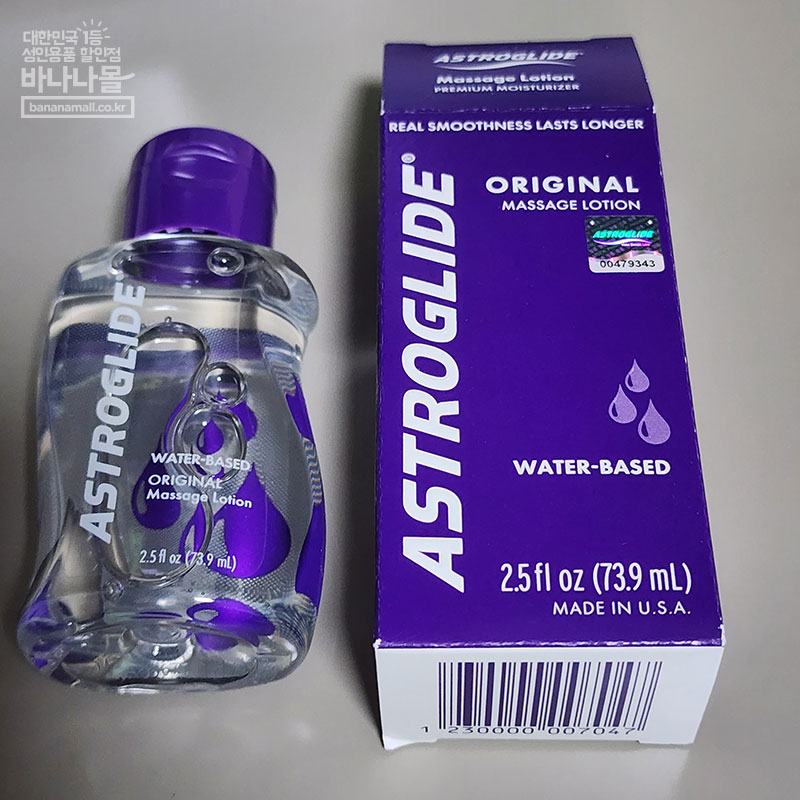 대한민국 1등
성인용품 할인점
바나나몰
bananamall.co.kr
ASTROGLIDE
WATER-BASED
ORIGINAL
Massage Lotion
2.5 fl oz (73.9 mL)
ASTROGLIDE
Massage Lotion
PREMIUM MOISTURIZER
REAL SMOOTHNESS LASTS LONGER
ASTROGLIDE®
ORIGINAL
MASSAGE LOTION
ASTROGLIDE
00479343
WATER-BASED
2.5 fl oz (73.9 mL)
MADE IN U.S.A.
1 230000 007047